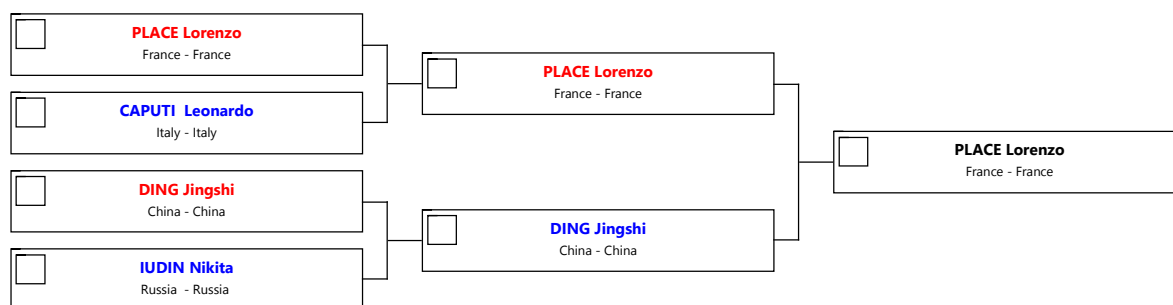 PLACE Lorenzo
France - France
CAPUTI  Leonardo
Italy - Italy
DING Jingshi
China - China
IUDIN Nikita
Russia  - Russia
PLACE Lorenzo
France - France
DING Jingshi
China - China
PLACE Lorenzo
France - France